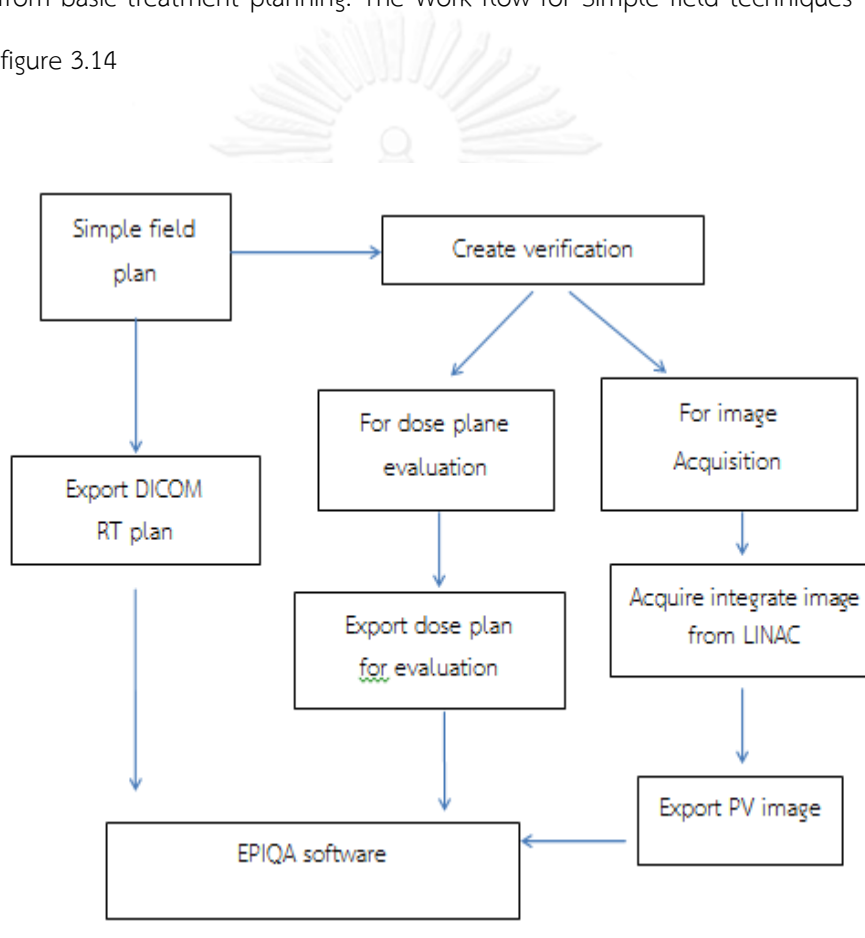 from basic treatment planning. The work flow for Simple field techniques
figure 3.14
Simple field
plan
Create verification
For dose plane
evaluation
For image
Acquisition
Export DICOM
RT plan
Export dose plan
for evaluation
Acquire integrate image
from LINAC
Export PV image
EPIQA software